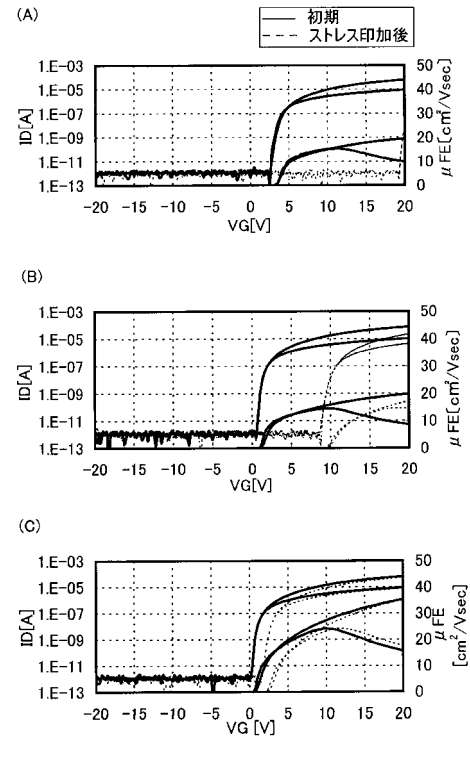 (A)
初期
ストレス印加後
1.E-03
1.E-05
1.E-07
1.E-09
1.E-11
1.E-13
ID[A]
50
40
30
20
10
0
μFE[cm²/Vsec]
-20 -15 -10 -5 0 5 10 15 20
VG[V]
(B)
1.E-03
1.E-05
1.E-07
1.E-09
1.E-11
1.E-13
ID[A]
50
40
30
20
10
0
μFE[cm²/Vsec]
-20 -15 -10 -5 0 5 10 15 20
VG[V]
(C)
1.E-03
1.E-05
1.E-07
1.E-09
1.E-11
1.E-13
ID[A]
50
40
30
20
10
0
μFE
[cm²/Vsec]
-20 -15 -10 -5 0 5 10 15 20
VG [V]